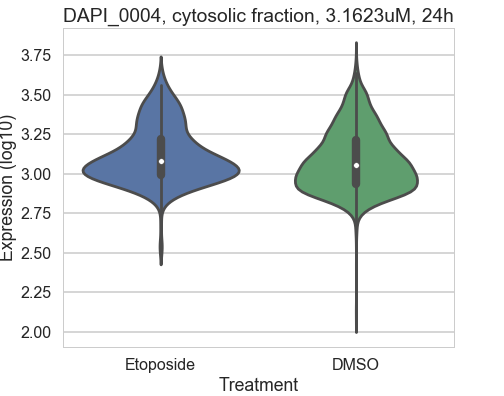 DAPI_0004, cytosolic fraction, 3.1623uM, 24h
Expression (log10)
3.75
3.50
3.25
3.00
2.75
2.50
2.25
2.00
Etoposide DMSO
Treatment